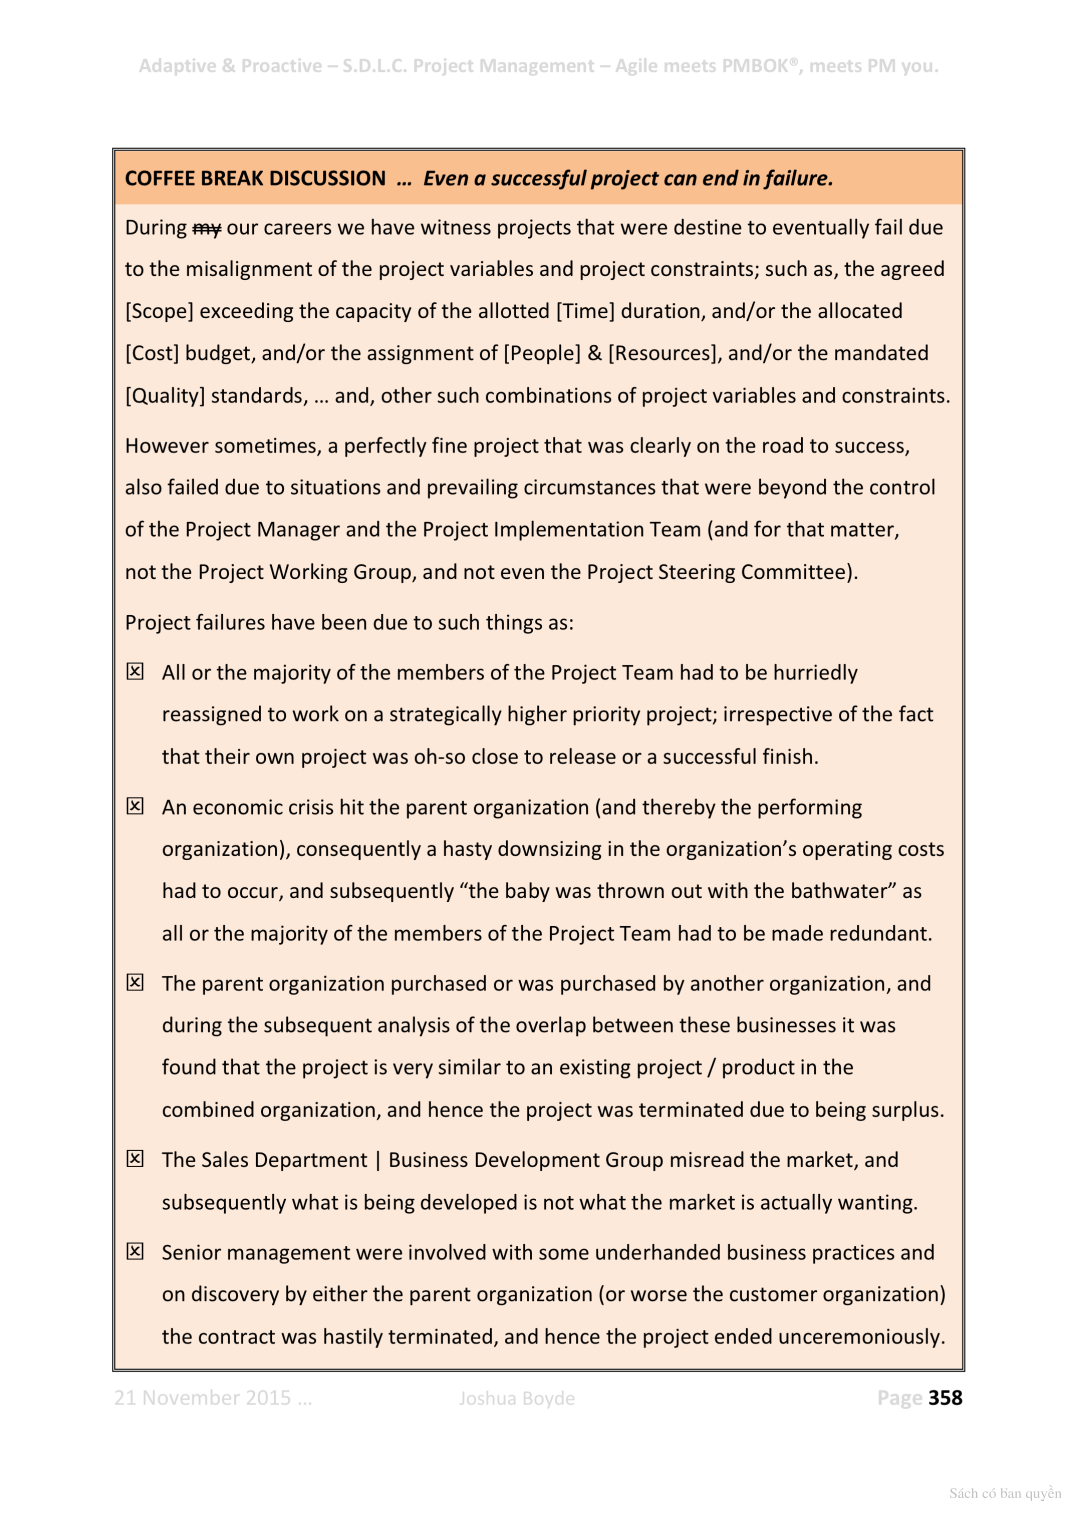 Adaptive & Proactive – S.D.L.C. Project Management – Agile meets PMBOK®, meets PM you.
COFFEE BREAK DISCUSSION … Even a successful project can end in failure.
During my our careers we have witness projects that were destine to eventually fail due
to the misalignment of the project variables and project constraints; such as, the agreed
[Scope] exceeding the capacity of the allotted [Time] duration, and/or the allocated
[Cost] budget, and/or the assignment of [People] & [Resources], and/or the mandated
[Quality] standards, … and, other such combinations of project variables and constraints.
However sometimes, a perfectly fine project that was clearly on the road to success,
also failed due to situations and prevailing circumstances that were beyond the control
of the Project Manager and the Project Implementation Team (and for that matter,
not the Project Working Group, and not even the Project Steering Committee).
Project failures have been due to such things as:
☒ All or the majority of the members of the Project Team had to be hurriedly
reassigned to work on a strategically higher priority project; irrespective of the fact
that their own project was oh-so close to release or a successful finish.
☒ An economic crisis hit the parent organization (and thereby the performing
organization), consequently a hasty downsizing in the organization’s operating costs
had to occur, and subsequently “the baby was thrown out with the bathwater” as
all or the majority of the members of the Project Team had to be made redundant.
☒ The parent organization purchased or was purchased by another organization, and
during the subsequent analysis of the overlap between these businesses it was
found that the project is very similar to an existing project / product in the
combined organization, and hence the project was terminated due to being surplus.
☒ The Sales Department | Business Development Group misread the market, and
subsequently what is being developed is not what the market is actually wanting.
☒ Senior management were involved with some underhanded business practices and
on discovery by either the parent organization (or worse the customer organization)
the contract was hastily terminated, and hence the project ended unceremoniously.
21 November 2015 … Joshua Boyde Page 358
Sách có bản quyền